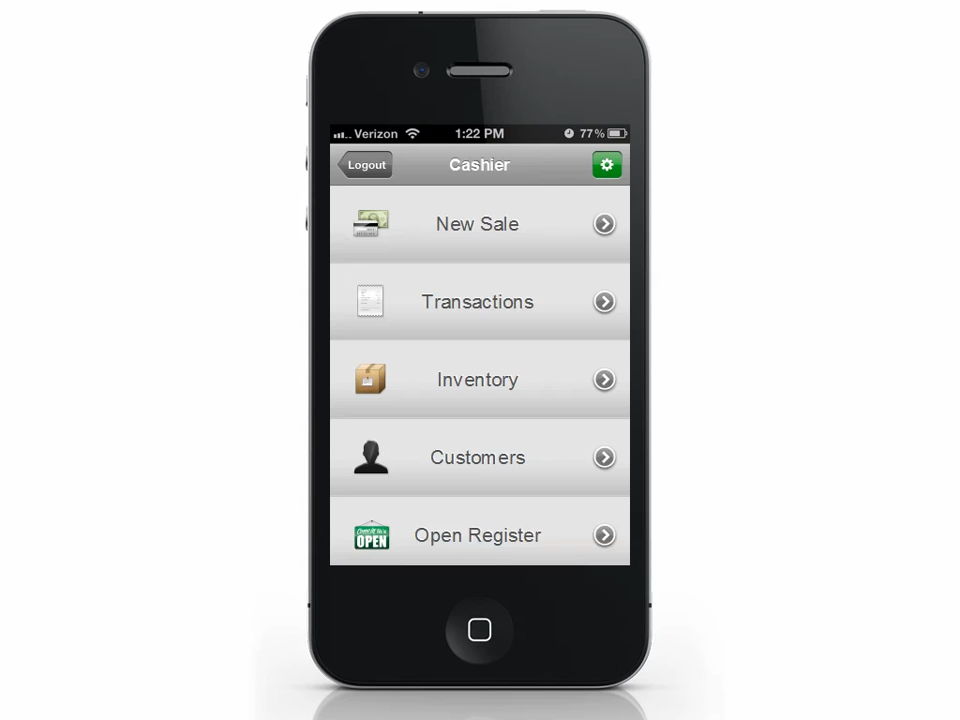 Verizon 1:22 PM 77%
Logout Cashier
New Sale
Transactions
Inventory
Customers
OPEN Open Register